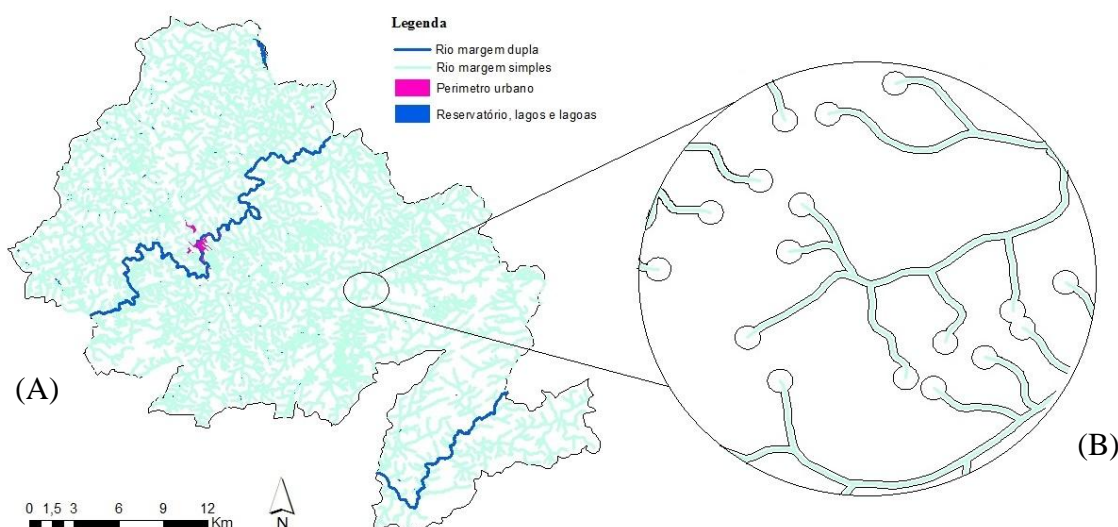 Legenda
Rio margem dupla
Rio margem simples
Perimetro urbano
Reservatório, lagos e lagoas
(A)
(B)
0 1,5 3 6 9 12
Km
N